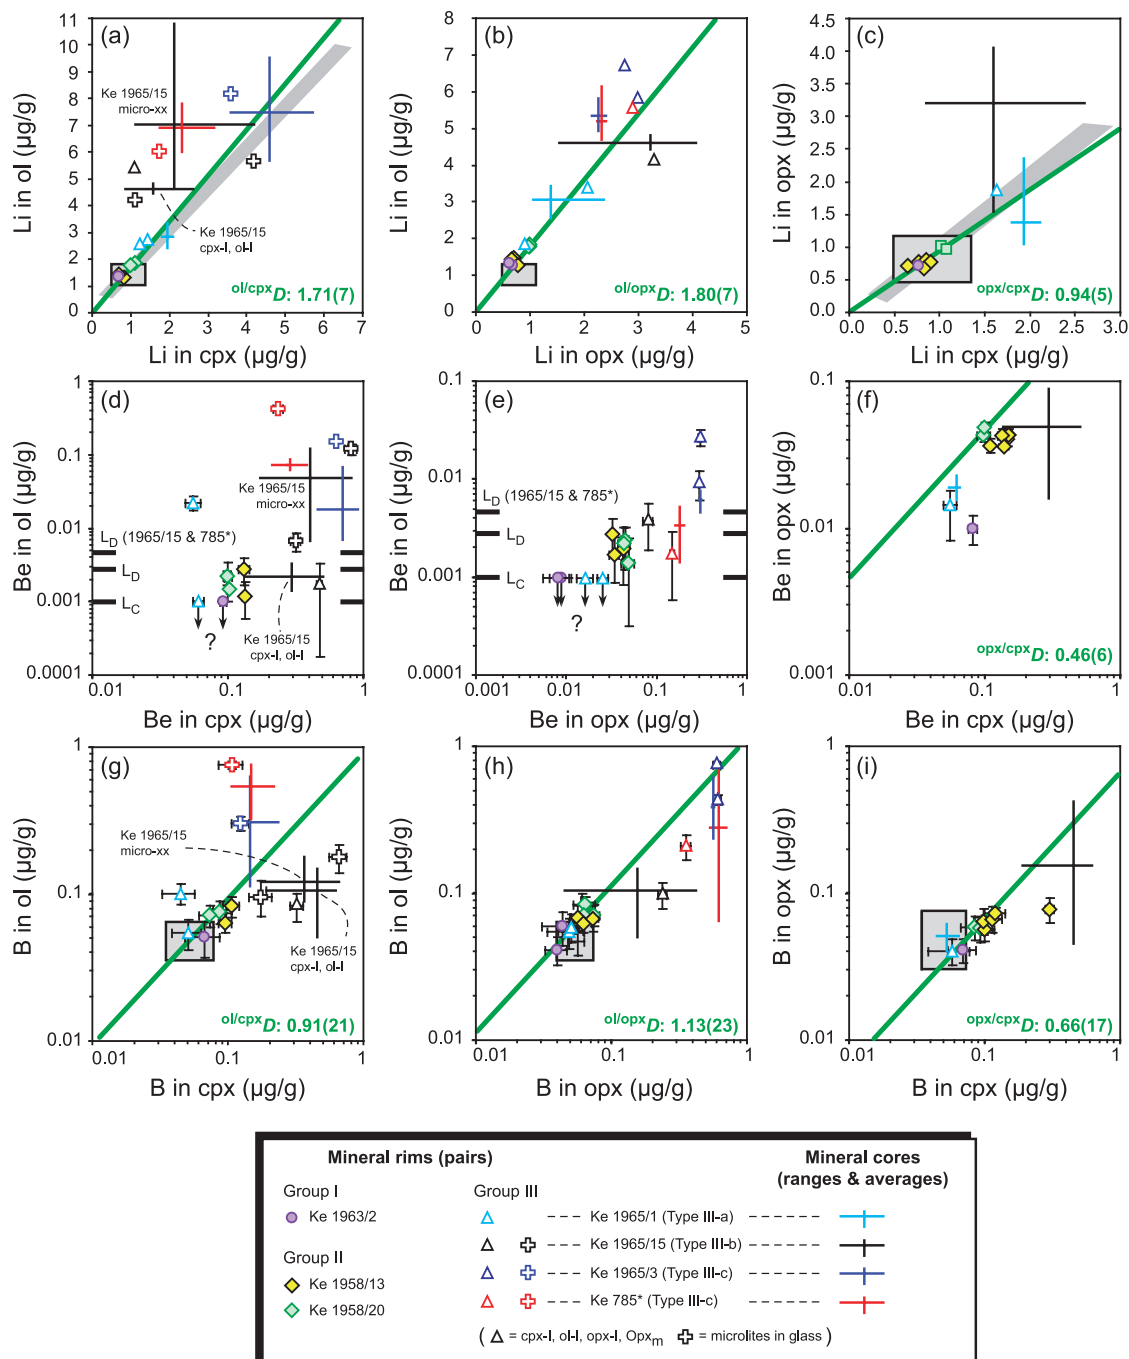 (a)
Ke 1965/15
micro-xx
Ke 1965/15
cpx-I, ol-I
ol/cpxD: 1.71(7)
Li in ol (µg/g)
11
10
9
8
7
6
5
4
3
2
1
0
0 1 2 3 4 5 6 7
Li in cpx (µg/g)
(b)
ol/opxD: 1.80(7)
Li in ol (µg/g)
8
7
6
5
4
3
2
1
0
0 1 2 3 4 5
Li in opx (µg/g)
(c)
opx/cpxD: 0.94(5)
Li in opx (µg/g)
4.5
4.0
3.5
3.0
2.5
2.0
1.5
1.0
0.5
0.0
0.0 0.5 1.0 1.5 2.0 2.5 3.0
Li in cpx (µg/g)
(d)
Ke 1965/15
micro-xx
LD (1965/15 & 785*)
LD
LC
?
Ke 1965/15
cpx-I, ol-I
Be in ol (µg/g)
1
0.1
0.01
0.001
0.0001
0.01 0.1 1
Be in cpx (µg/g)
(e)
LD (1965/15 & 785*)
LD
LC
?
Be in ol (µg/g)
0.1
0.01
0.001
0.0001
0.001 0.01 0.1 1
Be in opx (µg/g)
(f)
opx/cpxD: 0.46(6)
Be in opx (µg/g)
0.1
0.01
0.001
0.01 0.1 1
Be in cpx (µg/g)
(g)
Ke 1965/15
micro-xx
Ke 1965/15
cpx-I, ol-I
ol/cpxD: 0.91(21)
B in ol (µg/g)
1
0.1
0.01
0.01 0.1 1
B in cpx (µg/g)
(h)
ol/opxD: 1.13(23)
B in ol (µg/g)
1
0.1
0.01
0.01 0.1 1
B in opx (µg/g)
(i)
opx/cpxD: 0.66(17)
B in opx (µg/g)
1
0.1
0.01
0.01 0.1 1
B in cpx (µg/g)
Mineral rims (pairs)
Mineral cores
(ranges & averages)
Group I
Ke 1963/2
Group II
Ke 1958/13
Ke 1958/20
Group III
Ke 1965/1 (Type III-a)
Ke 1965/15 (Type III-b)
Ke 1965/3 (Type III-c)
Ke 785* (Type III-c)
( = cpx-I, ol-I, opx-I, Opxm = microlites in glass )